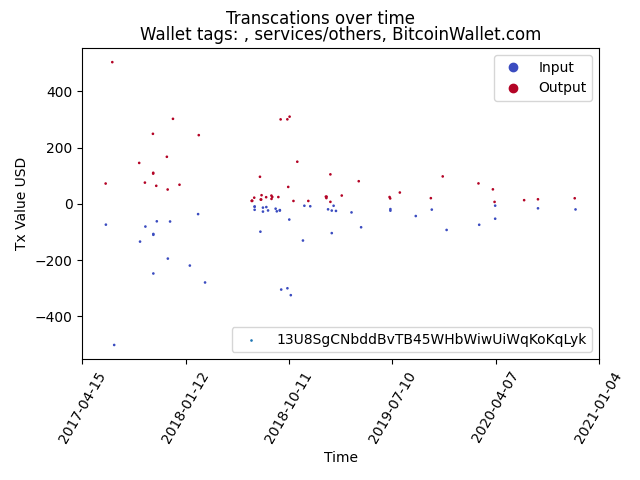 Transcations over time
Wallet tags: , services/others, BitcoinWallet.com
Input
Output
Tx Value USD
400
200
0
−200
−400
13U8SgCNbddBvTB45WHbWiwUiWqKoKqLyk
2017-04-15
2018-01-12
2018-10-11
2019-07-10
2020-04-07
2021-01-04
Time